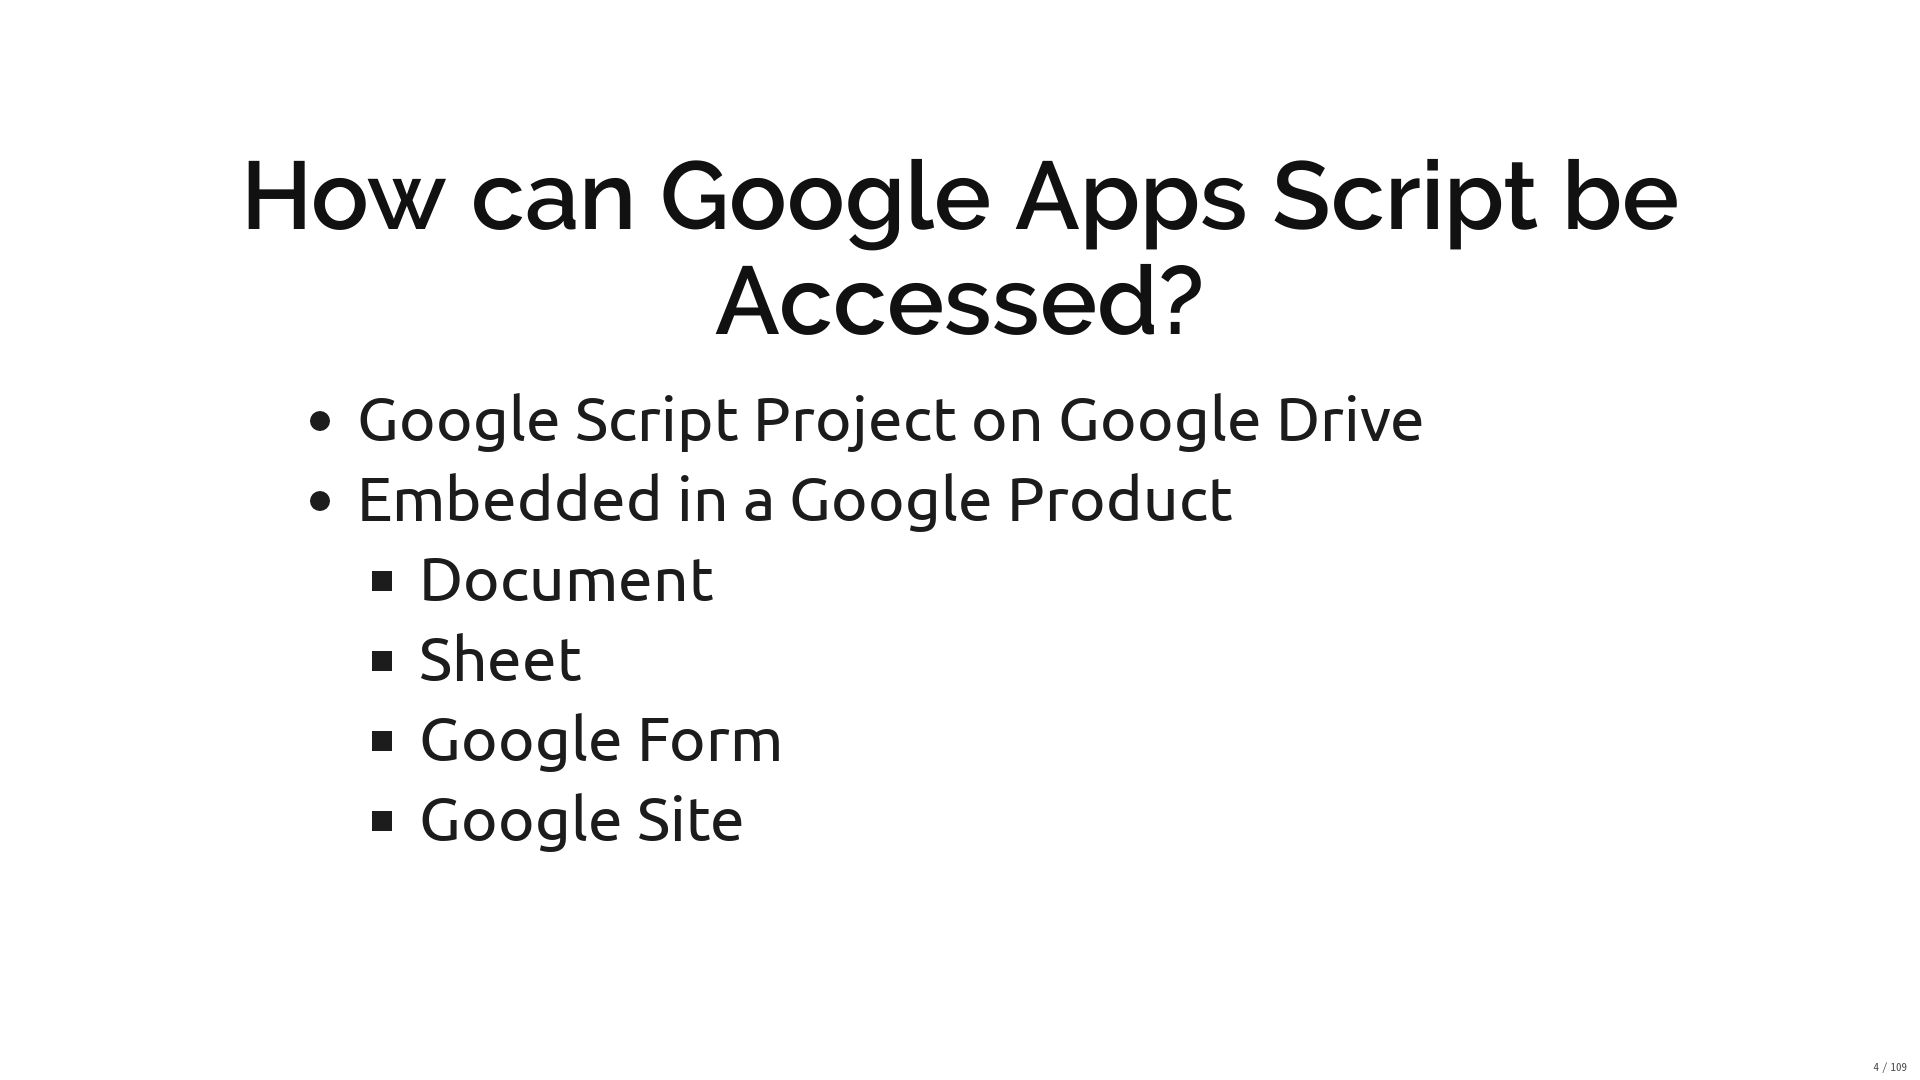 How can Google Apps Script be
Accessed?
Google Script Project on Google Drive
Embedded in a Google Product
Document
Sheet
Google Form
Google Site
4 / 109